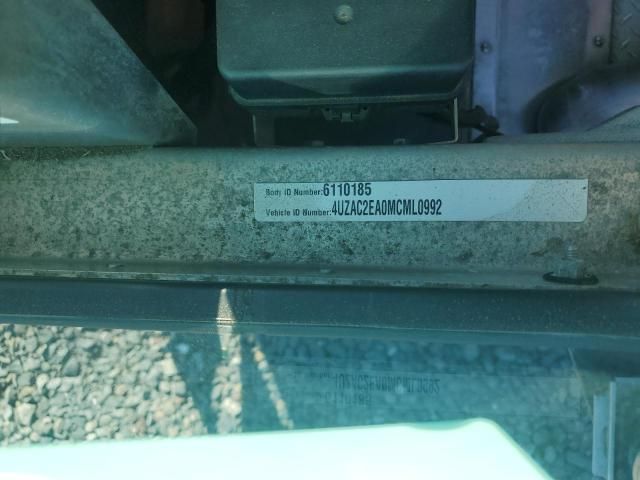 Body ID Number:6110185
Vehicle ID Number:4UZAC2EA0MCML0992